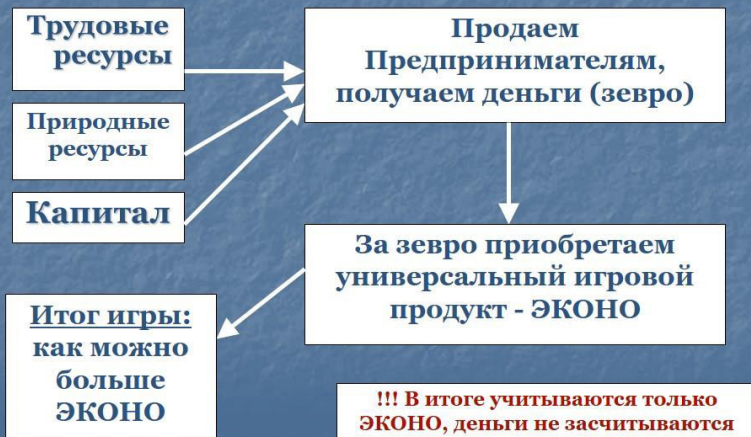 Трудовые
ресурсы
Природные
ресурсы
Капитал
Продаем
Предпринимателям,
получаем деньги (зевро)
За зевро приобретаем
универсальный игровой
продукт - ЭКОНО
Итог игры:
как можно
больше
ЭКОНО
!!! В итоге учитываются только
ЭКОНО, деньги не засчитываются